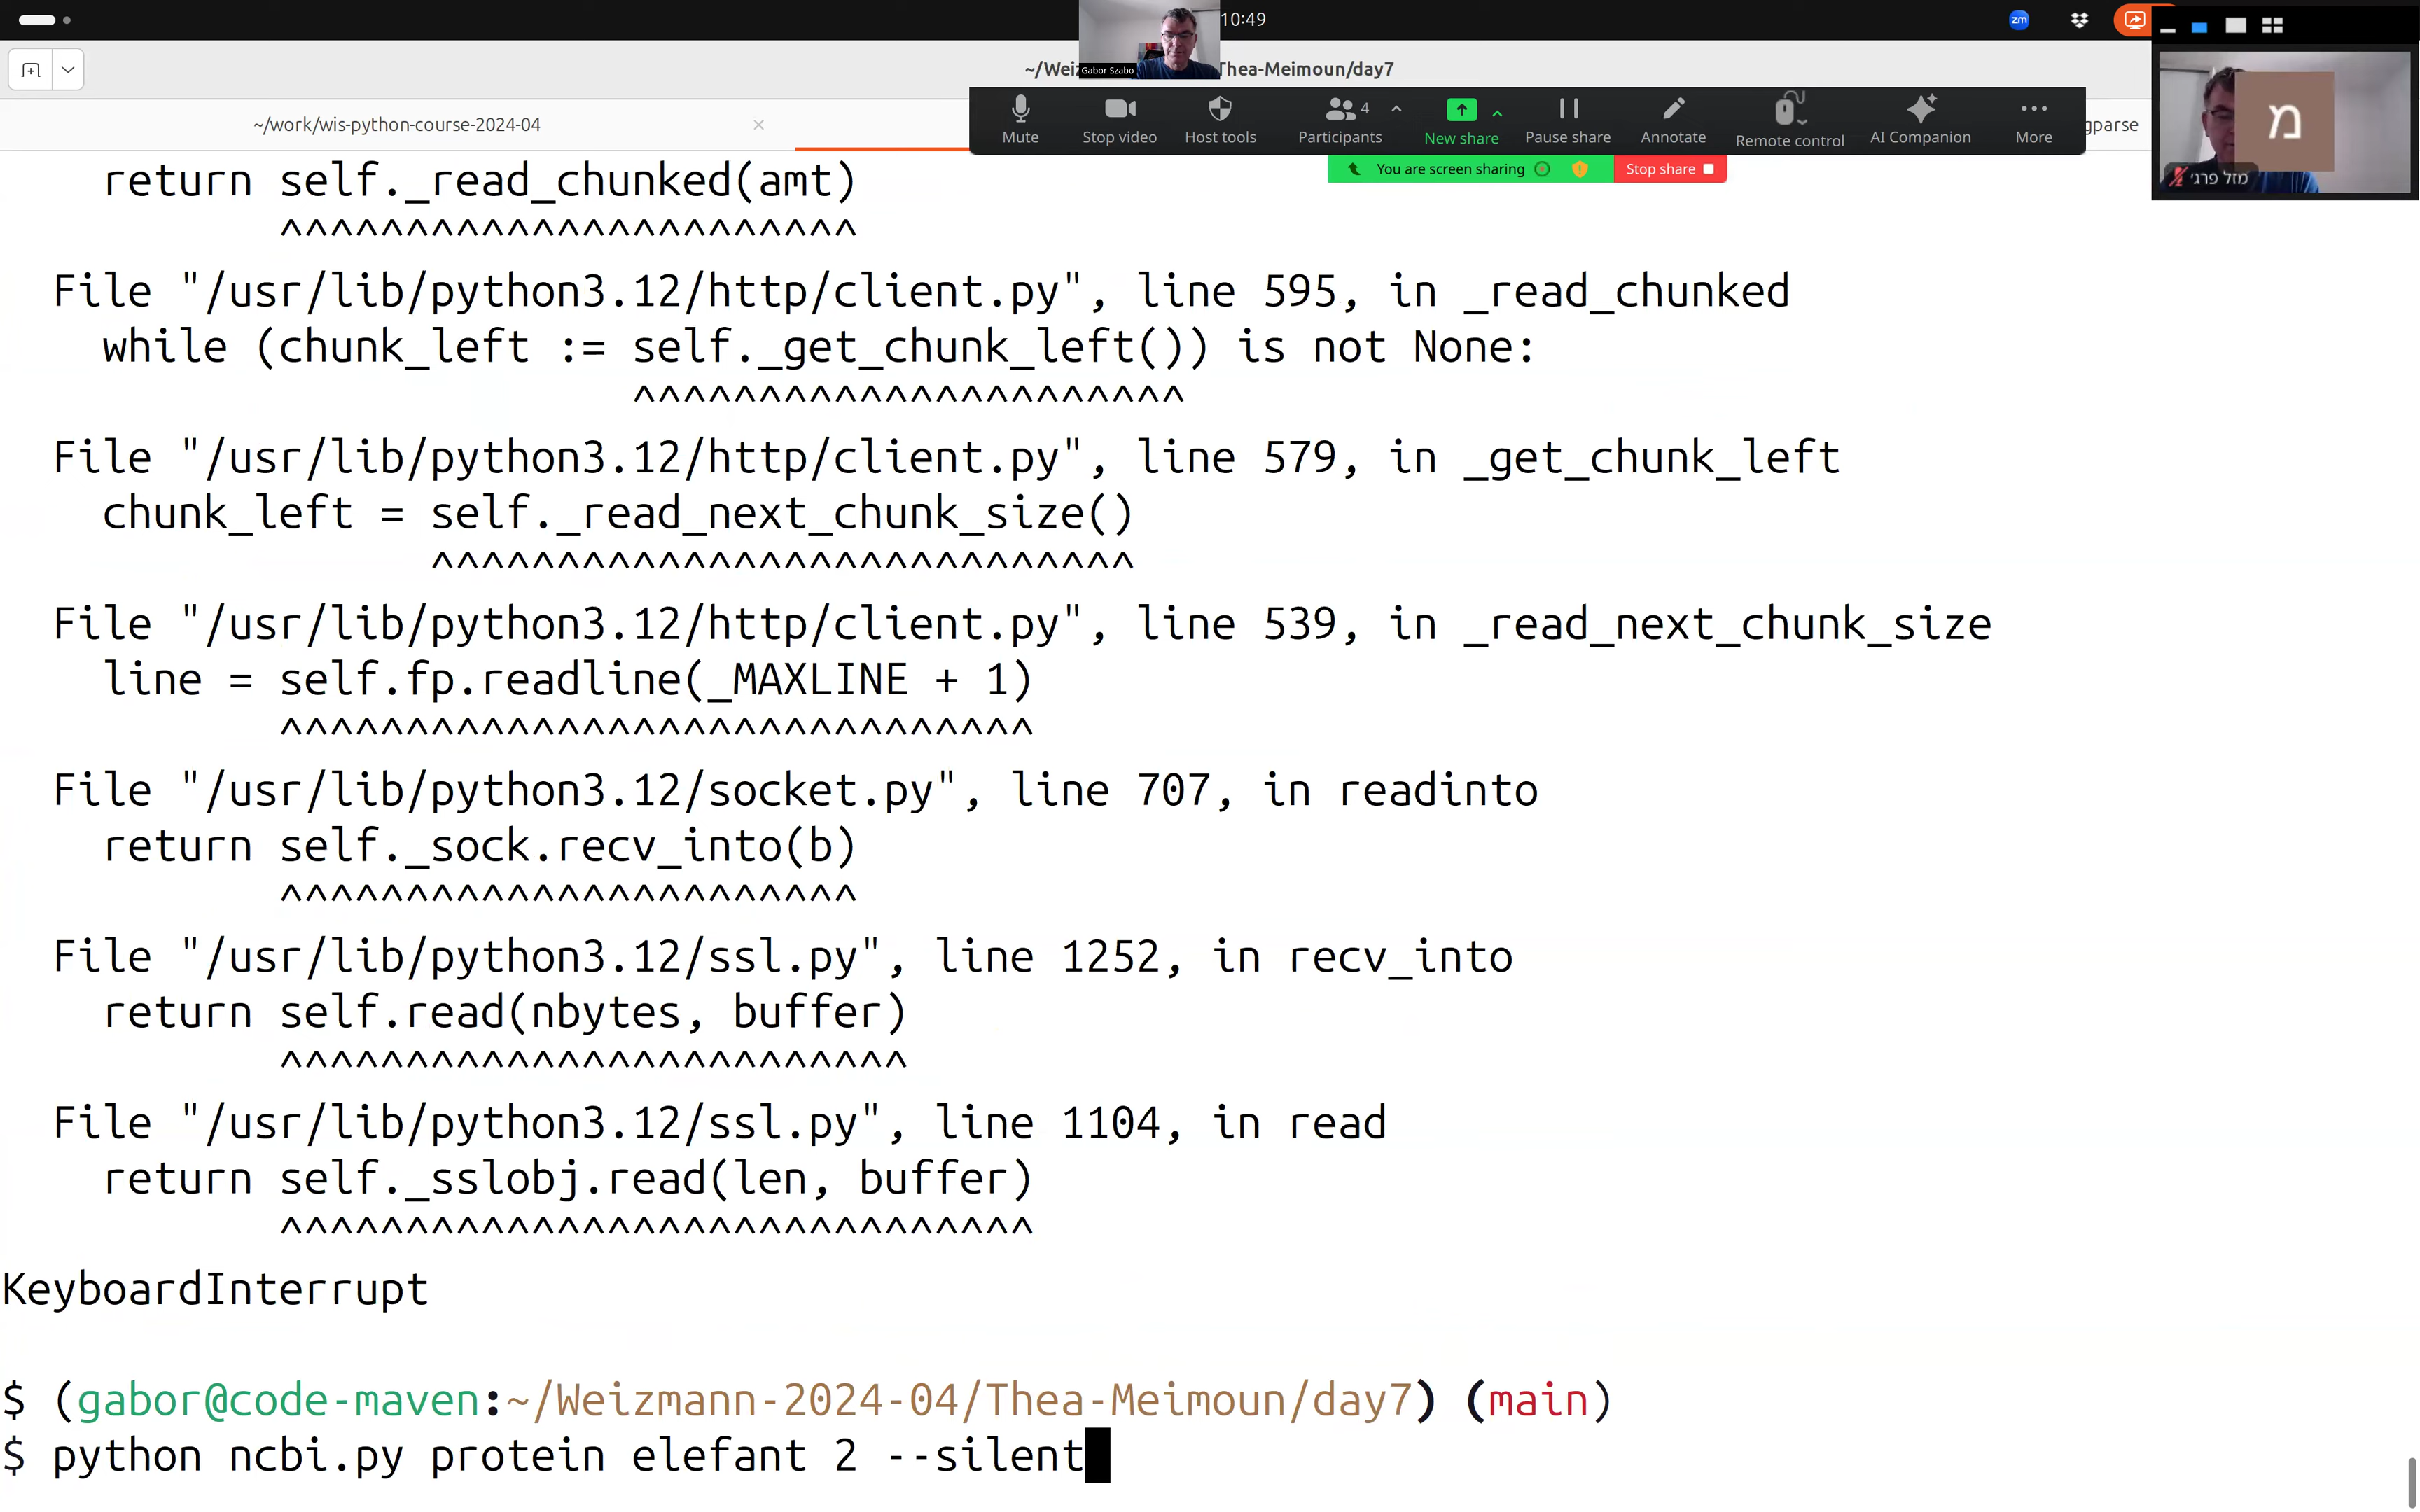 10:49
zm
~/Wei
Thea-Meimoun/day7
Gabor Szabo
~/work/wis-python-course-2024-04
gparse
Mute
Stop video
Host tools
Participants
4
New share
Pause share
Annotate
Remote control
AI Companion
More
You are screen sharing
Stop share
מ
מזל פרג'
return self._read_chunked(amt)
^^^^^^^^^^^^^^^^^^^^^^^
File "/usr/lib/python3.12/http/client.py", line 595, in _read_chunked
while (chunk_left := self._get_chunk_left()) is not None:
^^^^^^^^^^^^^^^^^^^^^^
File "/usr/lib/python3.12/http/client.py", line 579, in _get_chunk_left
chunk_left = self._read_next_chunk_size()
^^^^^^^^^^^^^^^^^^^^^^^^^^^^
File "/usr/lib/python3.12/http/client.py", line 539, in _read_next_chunk_size
line = self.fp.readline(_MAXLINE + 1)
^^^^^^^^^^^^^^^^^^^^^^^^^^^^^^
File "/usr/lib/python3.12/socket.py", line 707, in readinto
return self._sock.recv_into(b)
^^^^^^^^^^^^^^^^^^^^^^^
File "/usr/lib/python3.12/ssl.py", line 1252, in recv_into
return self.read(nbytes, buffer)
^^^^^^^^^^^^^^^^^^^^^^^^^
File "/usr/lib/python3.12/ssl.py", line 1104, in read
return self._sslobj.read(len, buffer)
^^^^^^^^^^^^^^^^^^^^^^^^^^^^^^
KeyboardInterrupt
$ (gabor@code-maven:~/Weizmann-2024-04/Thea-Meimoun/day7) (main)
$ python ncbi.py protein elefant 2 --silent